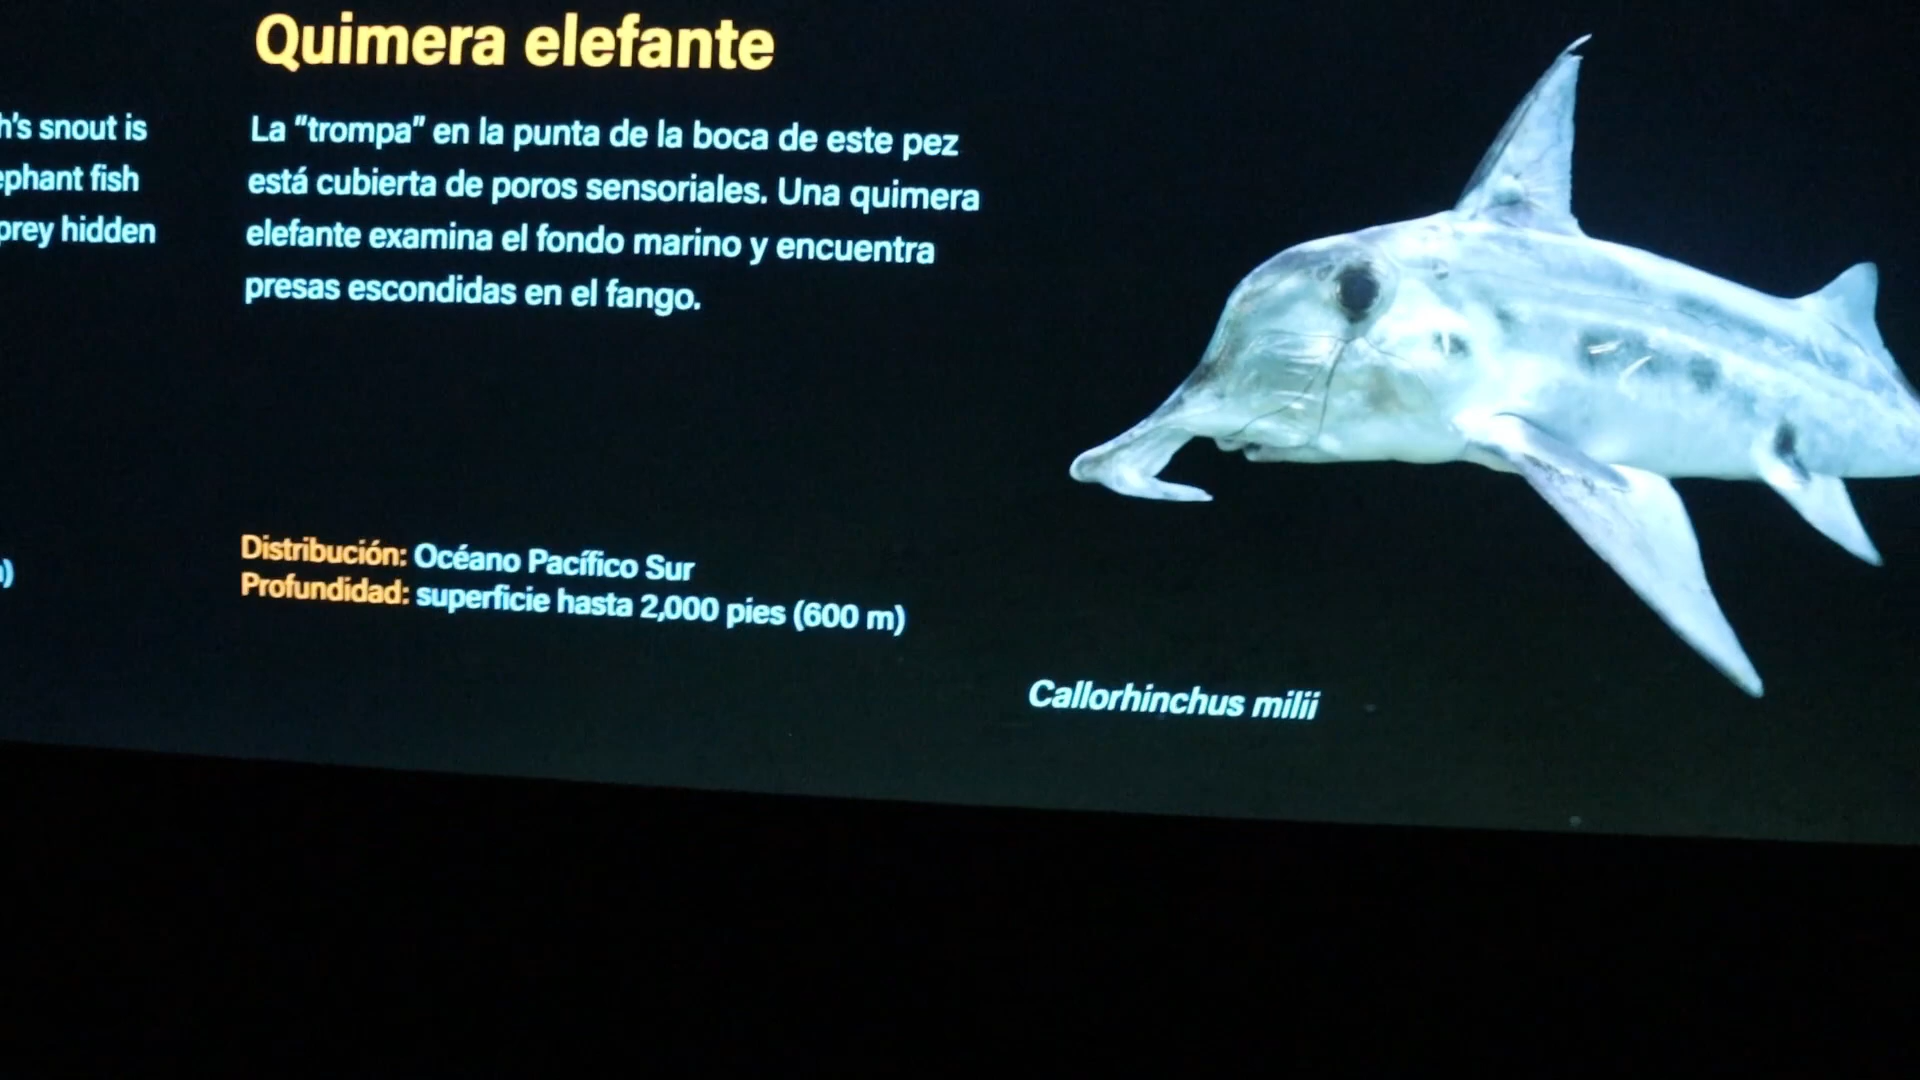 Quimera elefante
h's snout is
ephant fish
prey hidden
La "trompa" en la punta de la boca de este pez
está cubierta de poros sensoriales. Una quimera
elefante examina el fondo marino y encuentra
presas escondidas en el fango.
)
Distribución: Océano Pacífico Sur
Profundidad: superficie hasta 2,000 pies (600 m)
Callorhinchus milii